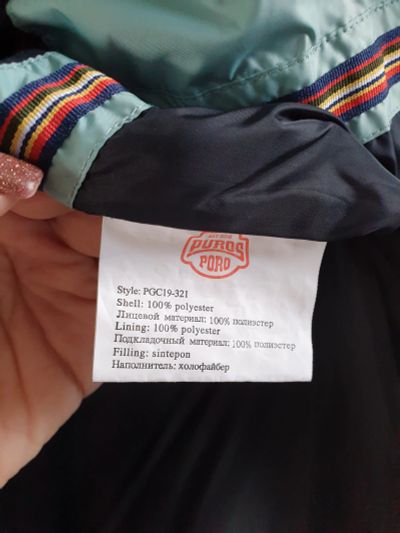 PUROS
PORO
Style: PGC19-321
Shell: 100% polyester
Лицевой материал: 100% полиэстер
Lining: 100% polyester
Подкладочный материал: 100% полиэстер
Filling: sintepon
Наполнитель: холофайбер